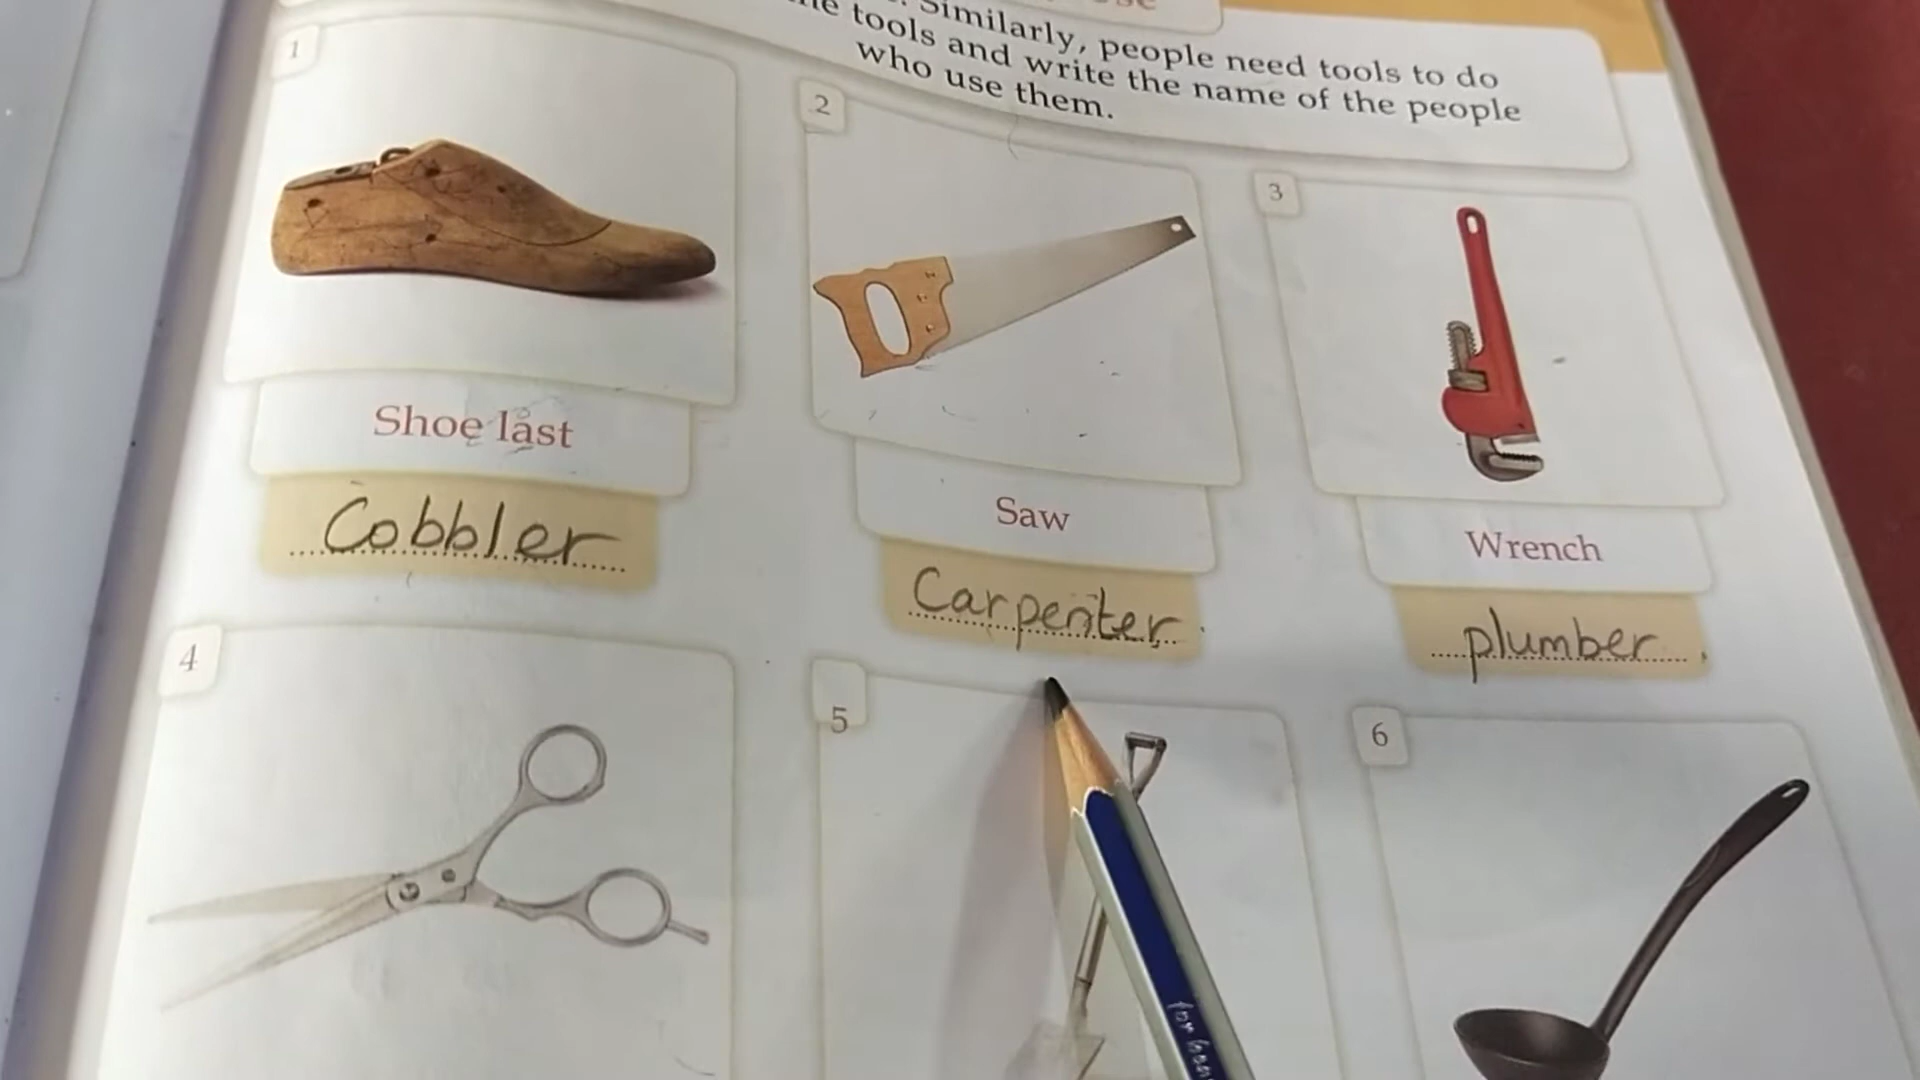 Similarly, people need tools to do
tools and write the name of the people
who use them.
1
Shoe last
Cobbler
2
Saw
Carpenter
3
Wrench
plumber
4
5
6
for